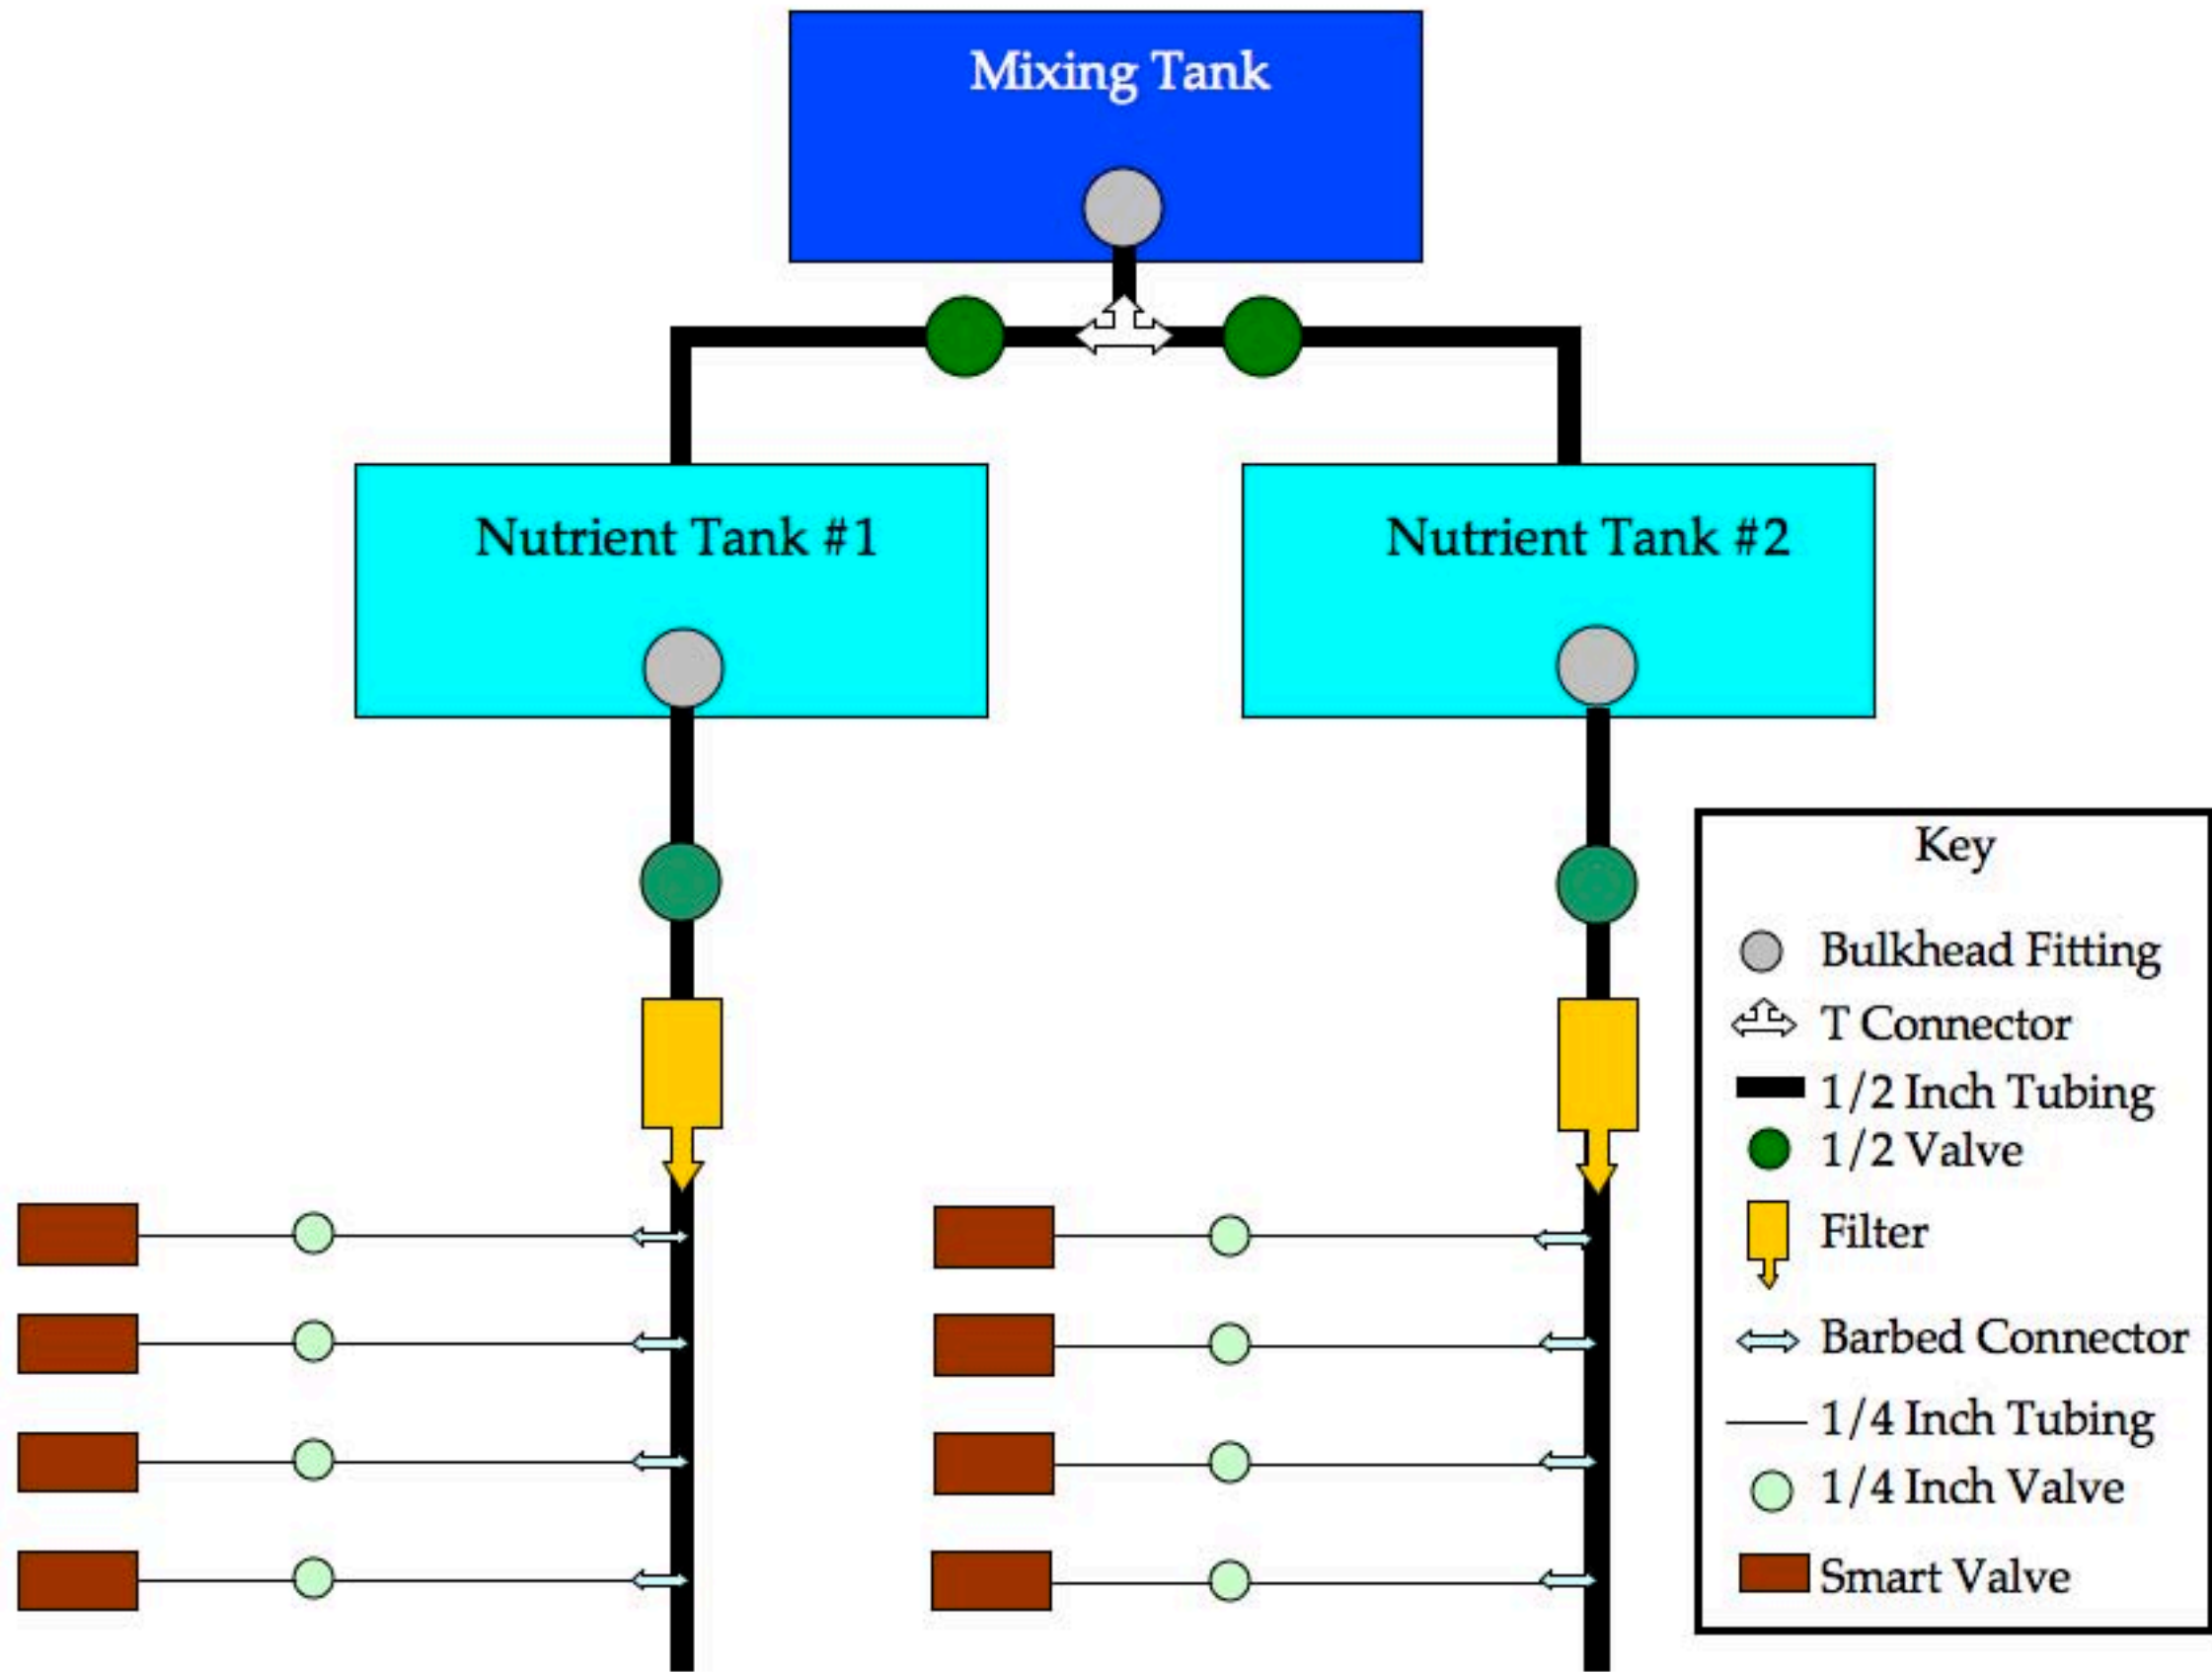 Mixing Tank
Nutrient Tank #1
Nutrient Tank #2
Key
Bulkhead Fitting
T Connector
1/2 Inch Tubing
1/2 Valve
Filter
Barbed Connector
1/4 Inch Tubing
1/4 Inch Valve
Smart Valve